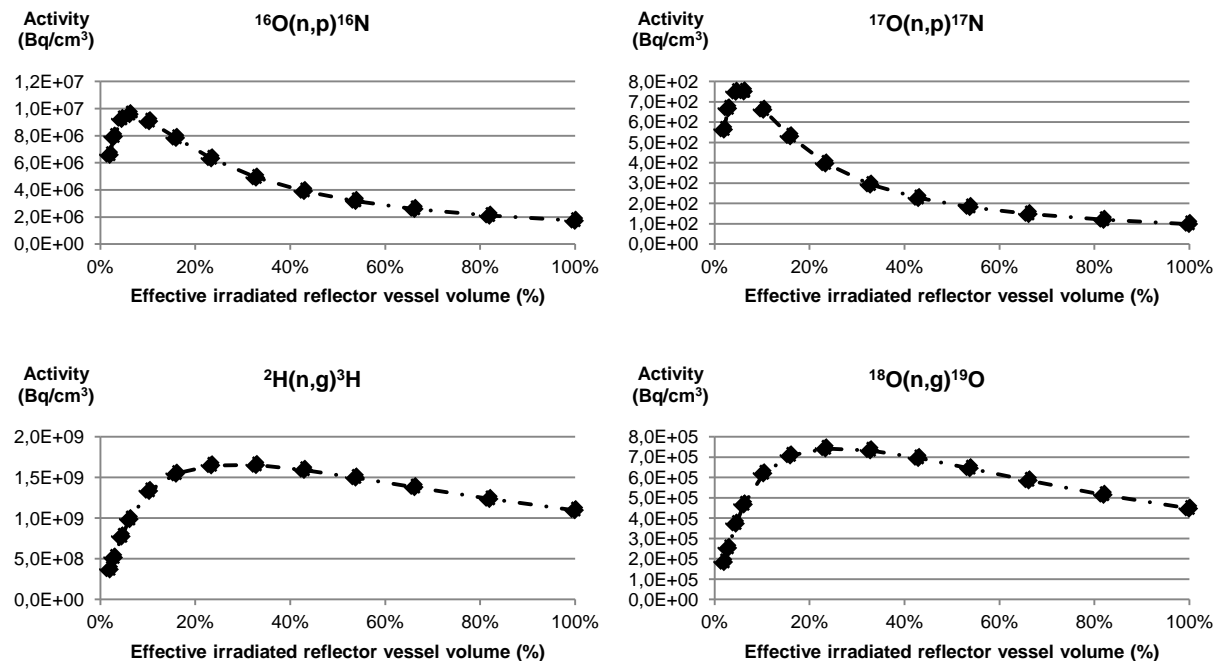 Activity
(Bq/cm³)
¹⁶O(n,p)¹⁶N
1,2E+07
1,0E+07
8,0E+06
6,0E+06
4,0E+06
2,0E+06
0,0E+00
0% 20% 40% 60% 80% 100%
Effective irradiated reflector vessel volume (%)
Activity
(Bq/cm³)
¹⁷O(n,p)¹⁷N
8,0E+02
7,0E+02
6,0E+02
5,0E+02
4,0E+02
3,0E+02
2,0E+02
1,0E+02
0,0E+00
0% 20% 40% 60% 80% 100%
Effective irradiated reflector vessel volume (%)
Activity
(Bq/cm³)
²H(n,g)³H
2,0E+09
1,5E+09
1,0E+09
5,0E+08
0,0E+00
0% 20% 40% 60% 80% 100%
Effective irradiated reflector vessel volume (%)
Activity
(Bq/cm³)
¹⁸O(n,g)¹⁹O
8,0E+05
7,0E+05
6,0E+05
5,0E+05
4,0E+05
3,0E+05
2,0E+05
1,0E+05
0,0E+00
0% 20% 40% 60% 80% 100%
Effective irradiated reflector vessel volume (%)